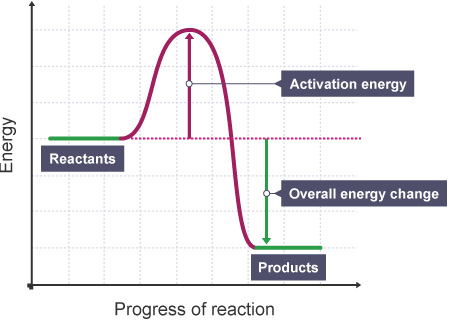 Energy
Activation energy
Reactants
Overall energy change
Products
Progress of reaction